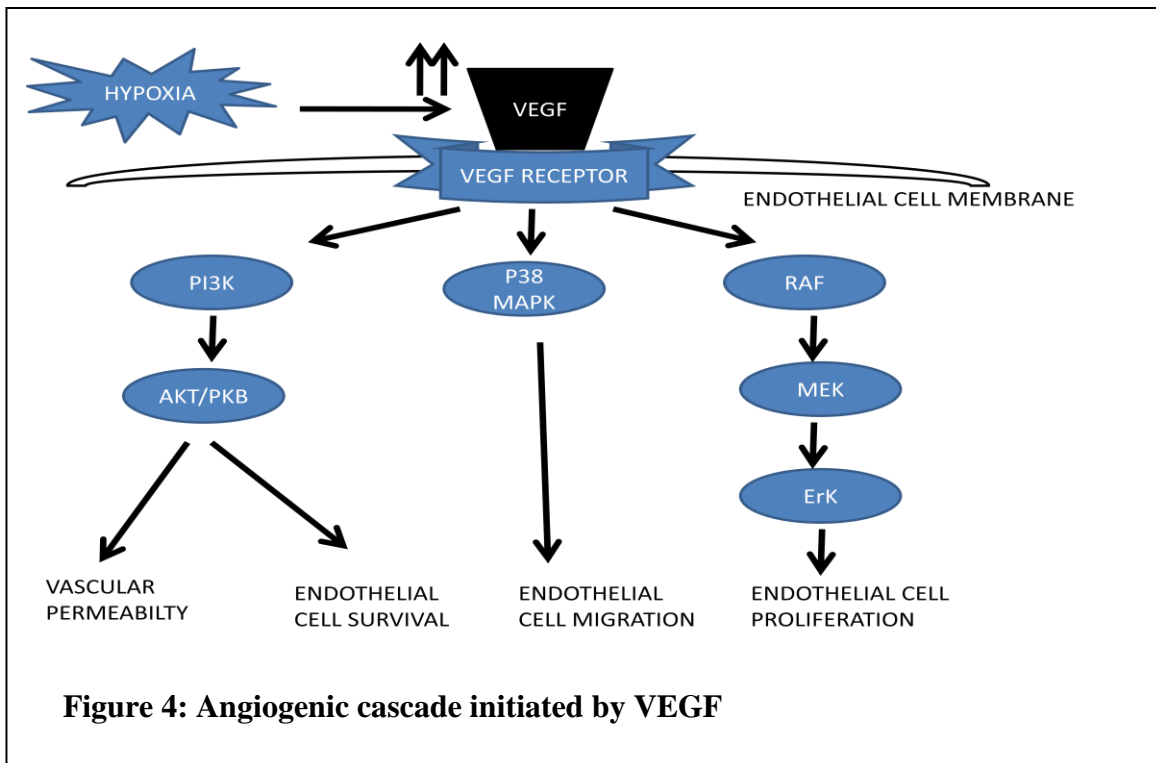 HYPOXIA
VEGF
VEGF RECEPTOR
ENDOTHELIAL CELL MEMBRANE
PI3K
P38
MAPK
RAF
AKT/PKB
MEK
ErK
VASCULAR
PERMEABILTY
ENDOTHELIAL
CELL SURVIVAL
ENDOTHELIAL
CELL MIGRATION
ENDOTHELIAL CELL
PROLIFERATION
Figure 4: Angiogenic cascade initiated by VEGF